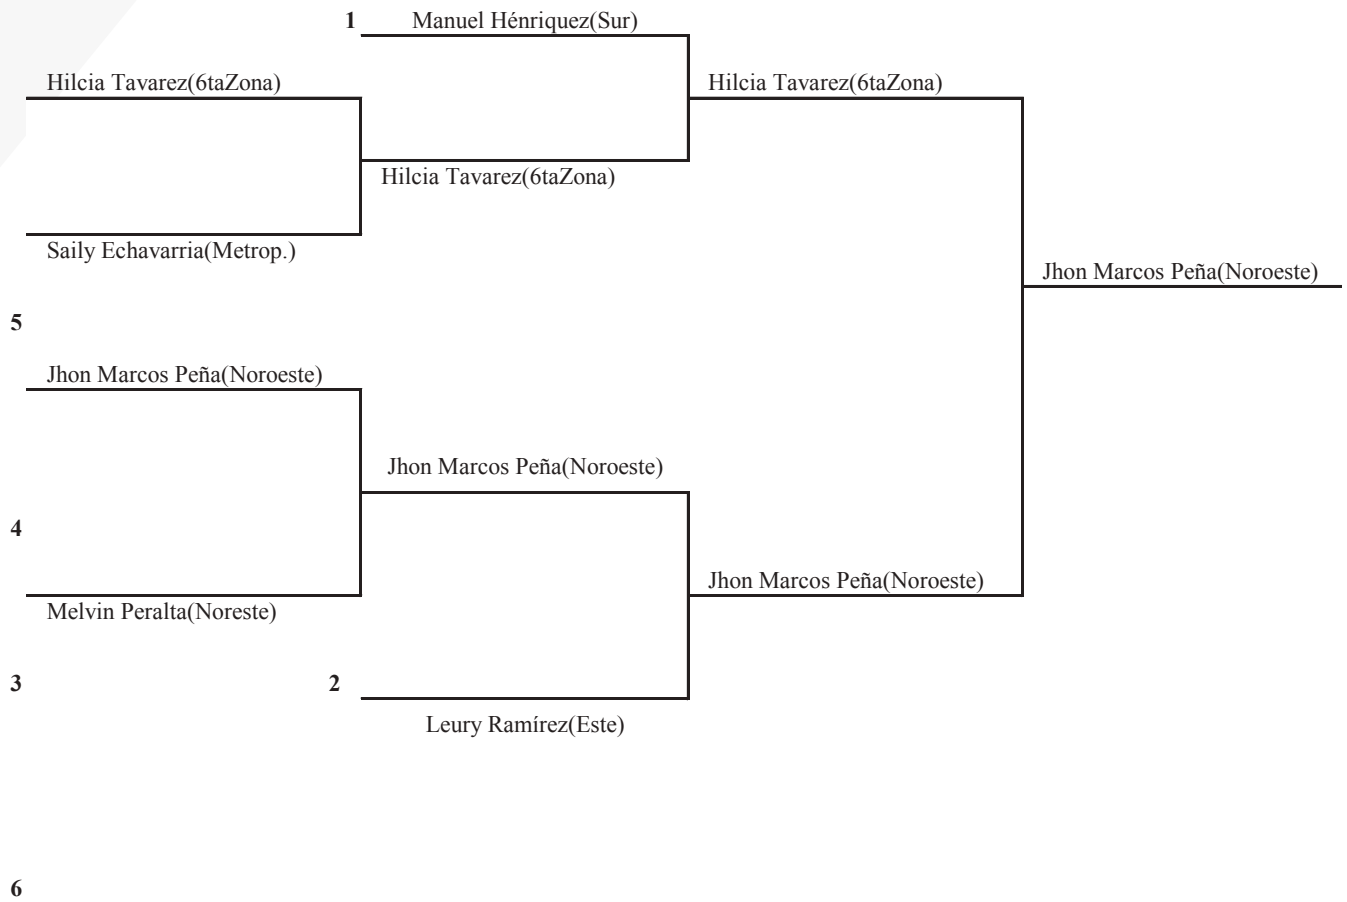 1 Manuel Hénriquez(Sur)
Hilcia Tavarez(6taZona)
Hilcia Tavarez(6taZona)
Hilcia Tavarez(6taZona)
Saily Echavarria(Metrop.)
Jhon Marcos Peña(Noroeste)
5
Jhon Marcos Peña(Noroeste)
Jhon Marcos Peña(Noroeste)
4
Jhon Marcos Peña(Noroeste)
Melvin Peralta(Noreste)
3
2
Leury Ramírez(Este)
6